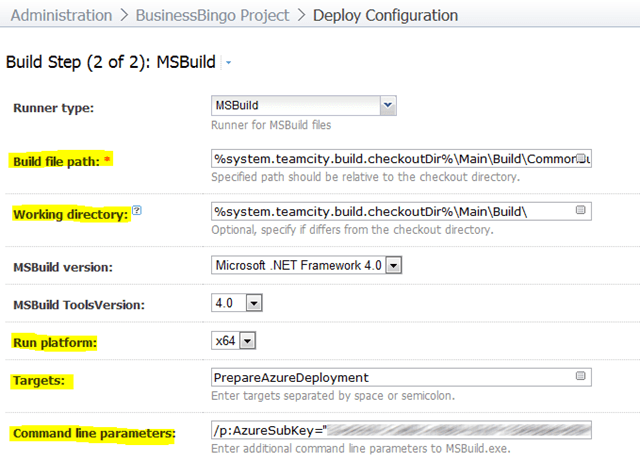 Administration > BusinessBingo Project > Deploy Configuration
Build Step (2 of 2): MSBuild
Runner type: MSBuild
Runner for MSBuild files
Build file path: * %system.teamcity.build.checkoutDir%\Main\Build\Common
Specified path should be relative to the checkout directory.
Working directory: ? %system.teamcity.build.checkoutDir%\Main\Build\
Optional, specify if differs from the checkout directory.
MSBuild version: Microsoft .NET Framework 4.0
MSBuild ToolsVersion: 4.0
Run platform: x64
Targets: PrepareAzureDeployment
Enter targets separated by space or semicolon.
Command line parameters: /p:AzureSubKey="
Enter additional command line parameters to MSBuild.exe.